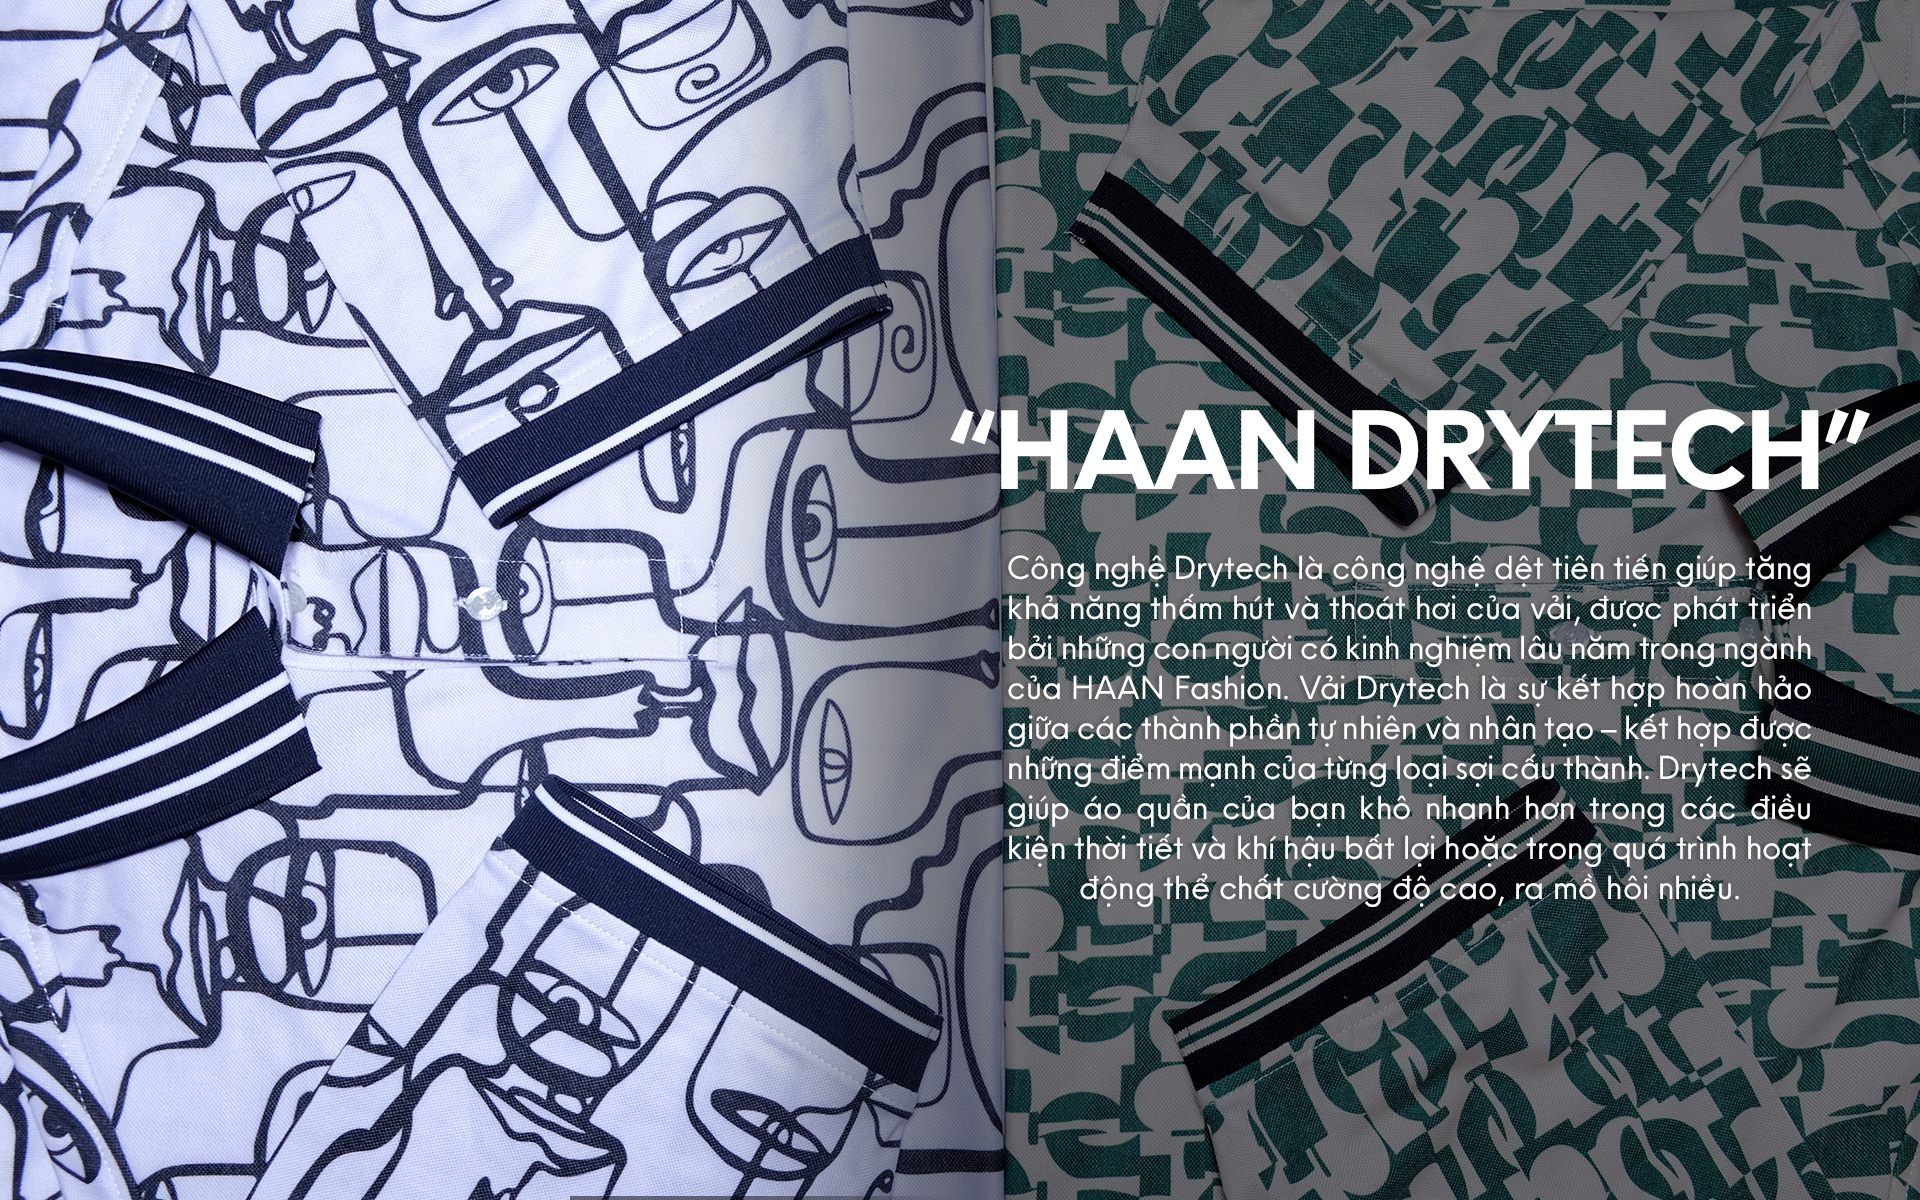 “HAAN DRYTECH”
Công nghệ Drytech là công nghệ dệt tiên tiến giúp tăng
khả năng thấm hút và thoát hơi của vải, được phát triển
bởi những con người có kinh nghiệm lâu năm trong ngành
của HAAN Fashion. Vải Drytech là sự kết hợp hoàn hảo
giữa các thành phần tự nhiên và nhân tạo – kết hợp được
những điểm mạnh của từng loại sợi cấu thành. Drytech sẽ
giúp áo quần của bạn khô nhanh hơn trong các điều
kiện thời tiết và khí hậu bất lợi hoặc trong quá trình hoạt
động thể chất cường độ cao, ra mồ hôi nhiều.